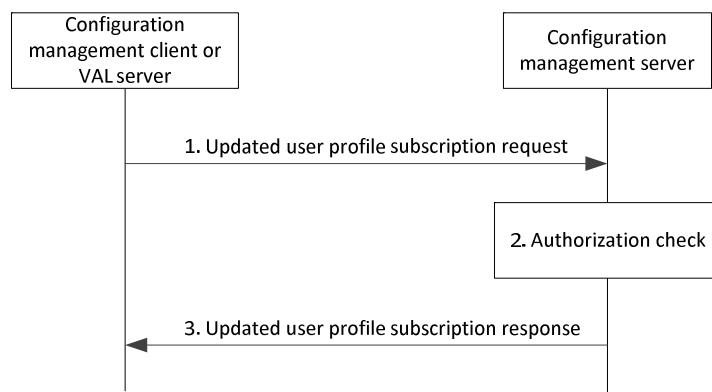 Configuration
management client or
VAL server
Configuration
management server
1. Updated user profile subscription request
2. Authorization check
3. Updated user profile subscription response